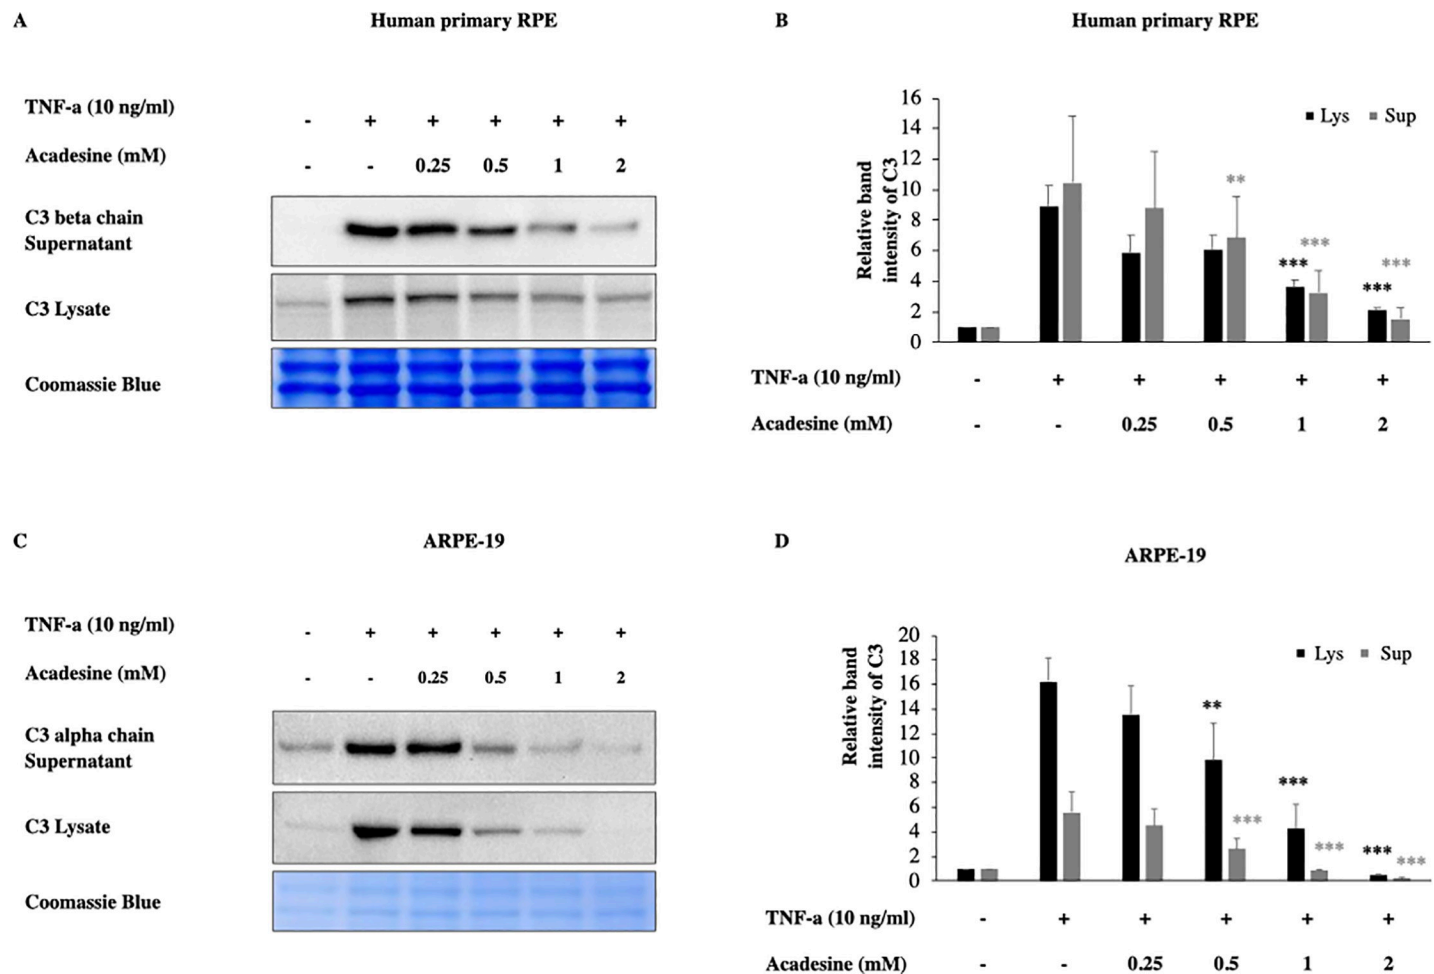 A
Human primary RPE
TNF-a (10 ng/ml)
- + + + + +
Acadesine (mM)
- - 0.25 0.5 1 2
C3 beta chain
Supernatant
C3 Lysate
Coomassie Blue
B
Human primary RPE
16
14
12
10
8
6
4
2
0
Relative band
intensity of C3
Lys Sup
**
***
***
***
***
TNF-a (10 ng/ml) - + + + + +
Acadesine (mM) - - 0.25 0.5 1 2
C
ARPE-19
TNF-a (10 ng/ml)
- + + + + +
Acadesine (mM)
- - 0.25 0.5 1 2
C3 alpha chain
Supernatant
C3 Lysate
Coomassie Blue
D
ARPE-19
20
18
16
14
12
10
8
6
4
2
0
Relative band
intensity of C3
Lys Sup
**
***
***
***
***
***
TNF-a (10 ng/ml) - + + + + +
Acadesine (mM) - - 0.25 0.5 1 2